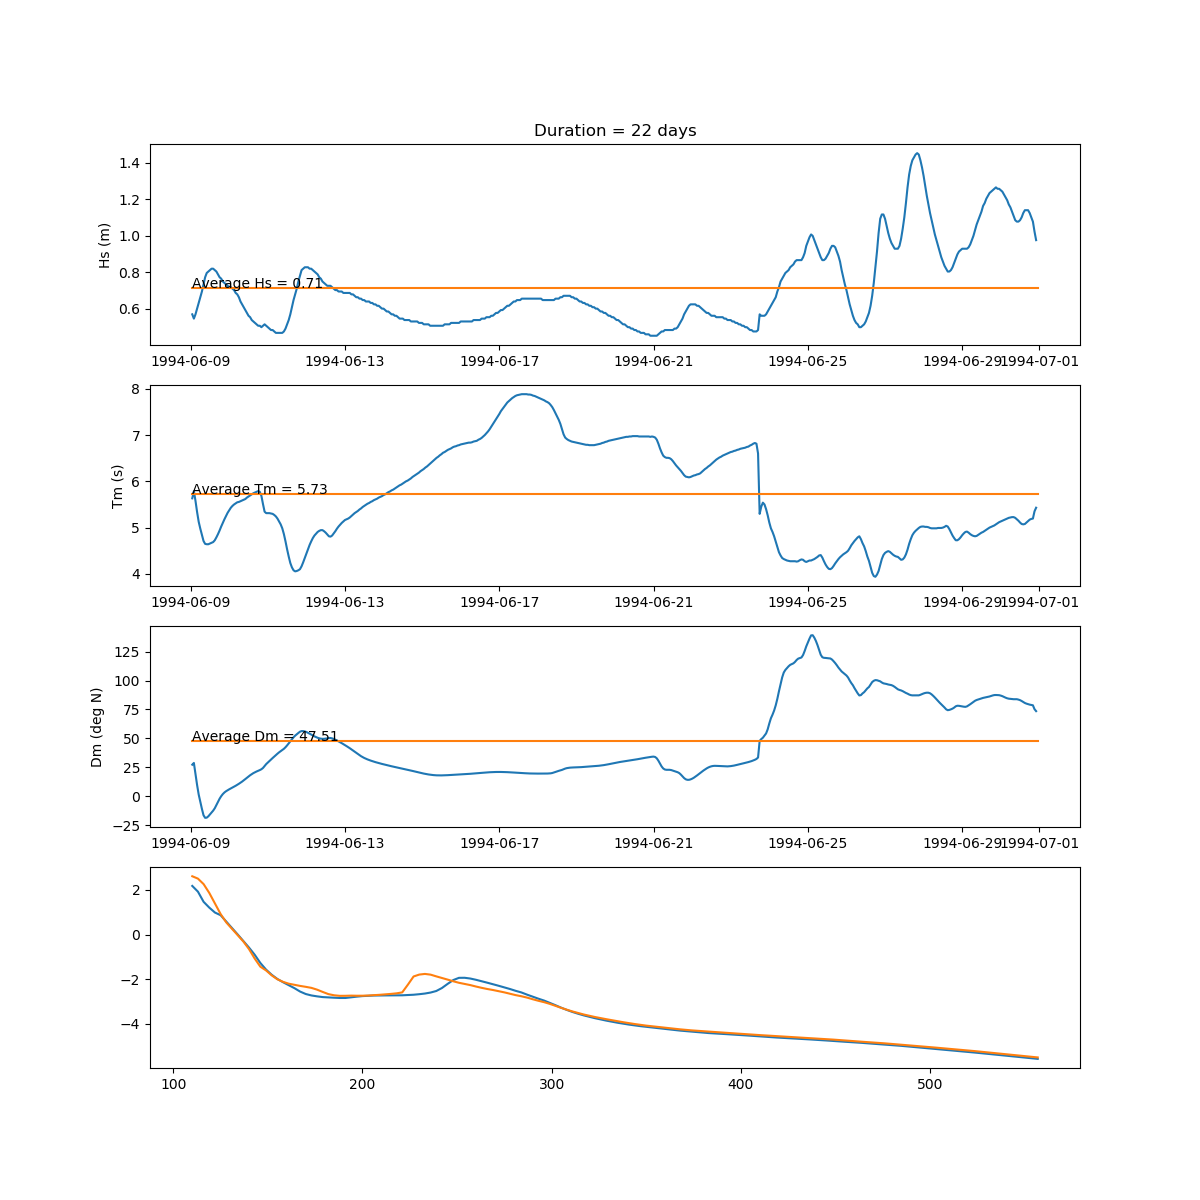 Duration = 22 days
1.4
1.2
1.0
0.8
0.6
Hs (m)
Average Hs = 0.71
1994-06-09 1994-06-13 1994-06-17 1994-06-21 1994-06-25 1994-06-29 1994-07-01
8
7
6
5
4
Tm (s)
Average Tm = 5.73
1994-06-09 1994-06-13 1994-06-17 1994-06-21 1994-06-25 1994-06-29 1994-07-01
125
100
75
50
25
0
−25
Dm (deg N)
Average Dm = 47.51
1994-06-09 1994-06-13 1994-06-17 1994-06-21 1994-06-25 1994-06-29 1994-07-01
2
0
−2
−4
100 200 300 400 500